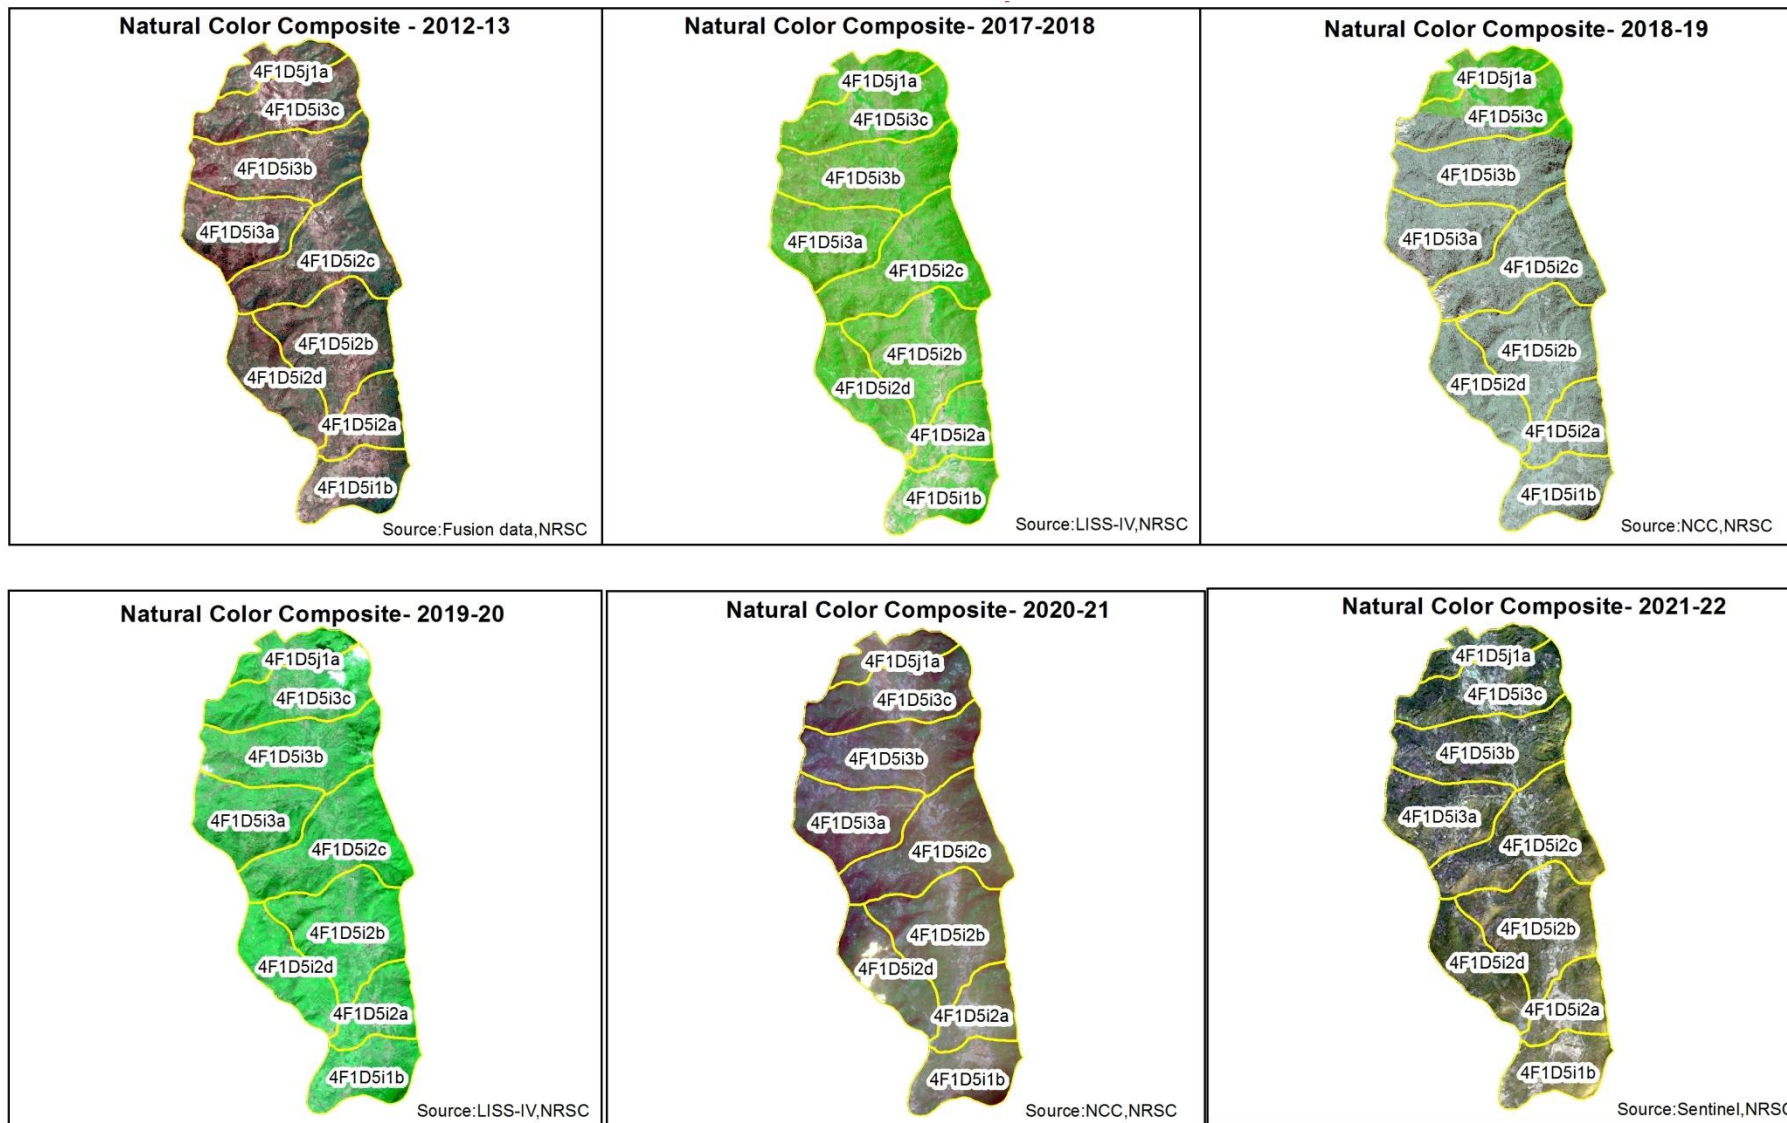 Natural Color Composite - 2012-13
4F1D5j1a
4F1D5i3c
4F1D5i3b
4F1D5i3a
4F1D5i2c
4F1D5i2b
4F1D5i2d
4F1D5i2a
4F1D5i1b
Source:Fusion data,NRSC
Natural Color Composite- 2017-2018
4F1D5j1a
4F1D5i3c
4F1D5i3b
4F1D5i3a
4F1D5i2c
4F1D5i2b
4F1D5i2d
4F1D5i2a
4F1D5i1b
Source:LISS-IV,NRSC
Natural Color Composite- 2018-19
4F1D5j1a
4F1D5i3c
4F1D5i3b
4F1D5i3a
4F1D5i2c
4F1D5i2b
4F1D5i2d
4F1D5i2a
4F1D5i1b
Source:NCC,NRSC
Natural Color Composite- 2019-20
4F1D5j1a
4F1D5i3c
4F1D5i3b
4F1D5i3a
4F1D5i2c
4F1D5i2b
4F1D5i2d
4F1D5i2a
4F1D5i1b
Source:LISS-IV,NRSC
Natural Color Composite- 2020-21
4F1D5j1a
4F1D5i3c
4F1D5i3b
4F1D5i3a
4F1D5i2c
4F1D5i2b
4F1D5i2d
4F1D5i2a
4F1D5i1b
Source:NCC,NRSC
Natural Color Composite- 2021-22
4F1D5j1a
4F1D5i3c
4F1D5i3b
4F1D5i3a
4F1D5i2c
4F1D5i2b
4F1D5i2d
4F1D5i2a
4F1D5i1b
Source:Sentinel,NRSC